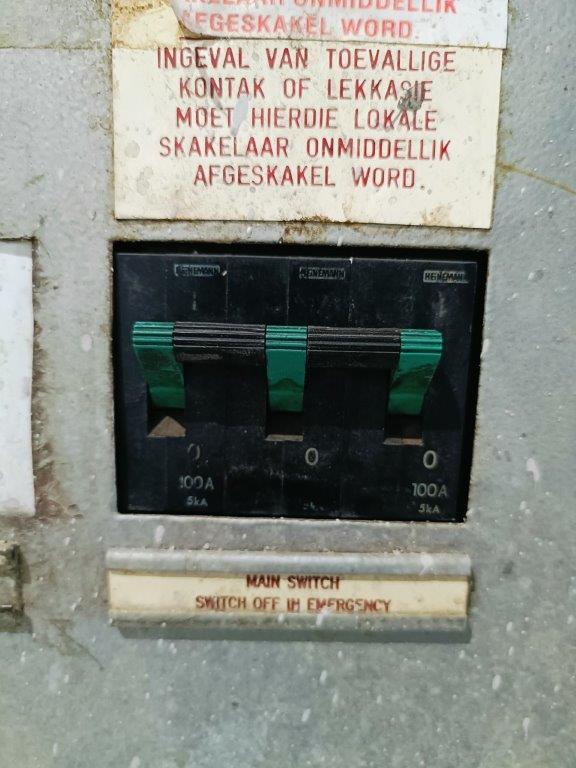 ONMIDDELLIK
AFGESKAKEL WORD.
INGEVAL VAN TOEVALLIGE
KONTAK OF LEKKASIE
MOET HIERDIE LOKALE
SKAKELAAR ONMIDDELLIK
AFGESKAKEL WORD
HEINEMANN HEINEMANN HEINEMANN
0 0 0
100A 100A
5kA 5kA
MAIN SWITCH
SWITCH OFF IN EMERGENCY